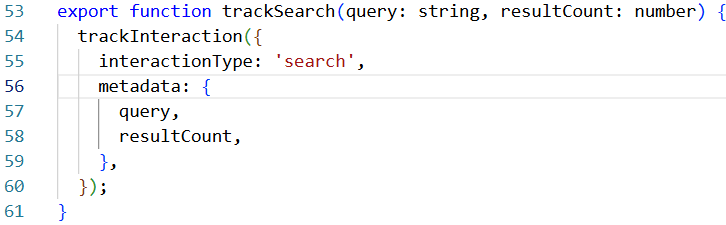 53 export function trackSearch(query: string, resultCount: number) {
54   trackInteraction({
55     interactionType: 'search',
56     metadata: {
57       query,
58       resultCount,
59     },
60   });
61 }